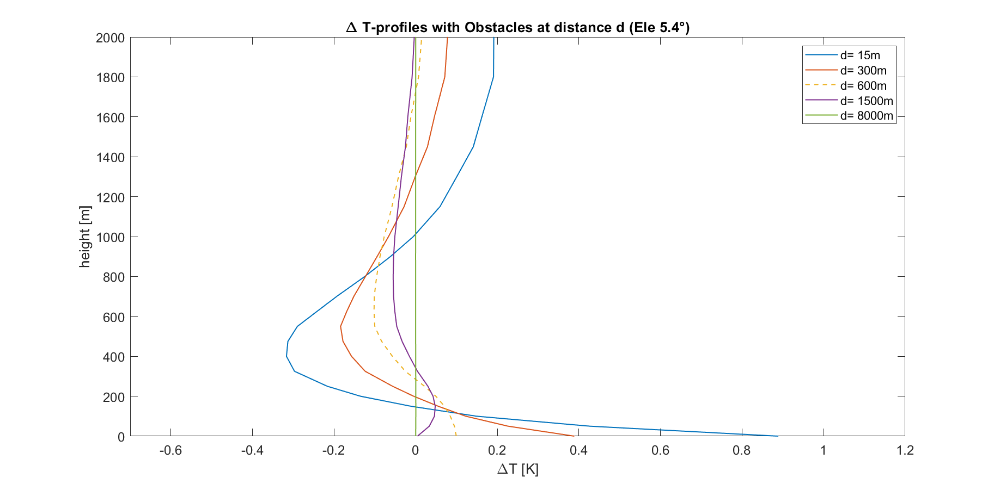 Δ T-profiles with Obstacles at distance d (Ele 5.4°)
d= 15m
d= 300m
d= 600m
d= 1500m
d= 8000m
height [m]
2000
1800
1600
1400
1200
1000
800
600
400
200
0
-0.6 -0.4 -0.2 0 0.2 0.4 0.6 0.8 1 1.2
ΔT [K]